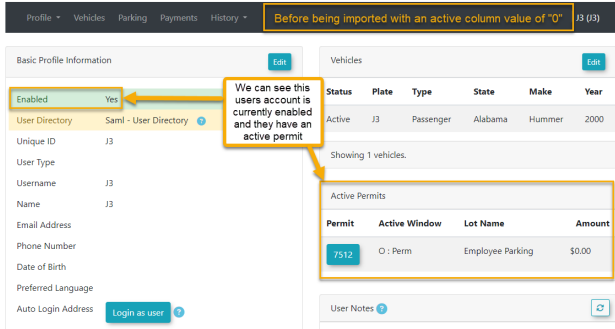 Profile Vehicles Parking Payments History Before being imported with an active column value of "0" J3 (J3)
Basic Profile Information Edit
Enabled Yes
User Directory Saml - User Directory ?
Unique ID J3
User Type
Username J3
Name J3
Email Address
Phone Number
Date of Birth
Preferred Language
Auto Login Address Login as user ?
We can see this
users account is
currently enabled
and they have an
active permit
Vehicles Edit
Status Plate Type State Make Year
Active J3 Passenger Alabama Hummer 2000
Showing 1 vehicles.
Active Permits
Permit Active Window Lot Name Amount
7512 O : Perm Employee Parking $0.00
User Notes ?